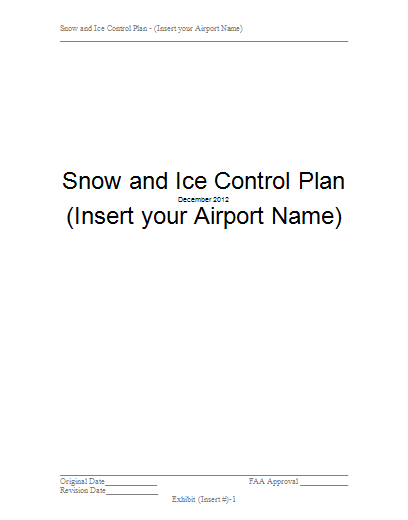 Snow and Ice Control Plan - (Insert your Airport Name)
Snow and Ice Control Plan
December 2012
(Insert your Airport Name)
Original Date____________ FAA Approval ____________
Revision Date____________
Exhibit (Insert #)-1